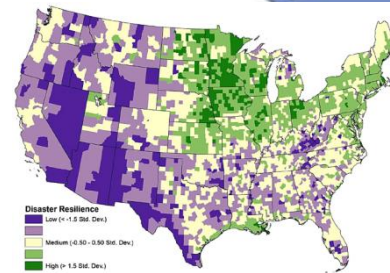 Disaster Resilience
Low (< -1.5 Std. Dev.)
Medium (-0.50 - 0.50 Std. Dev.)
High (> 1.5 Std. Dev.)